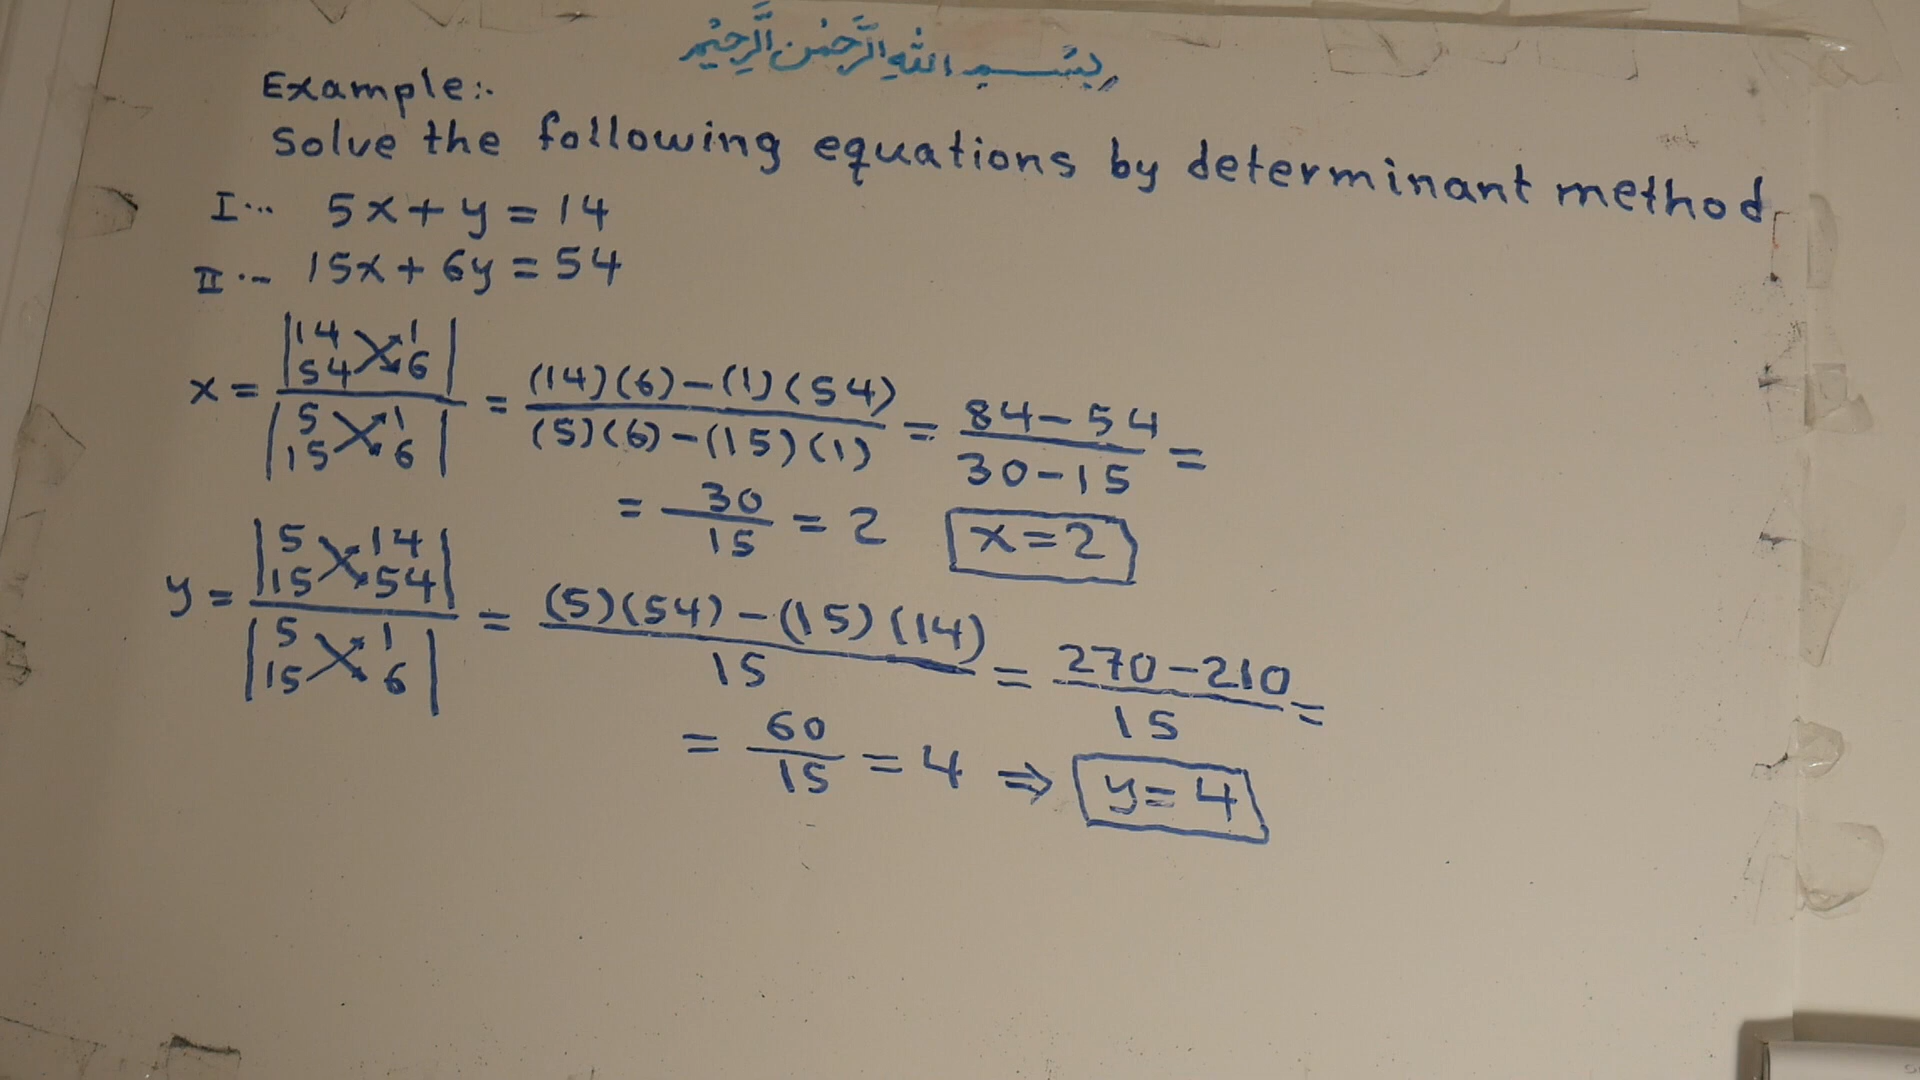 بِسْمِ اللهِ الرَّحْمٰنِ الرَّحِيْمِ
Example:-
Solve the following equations by determinant method
I... 5x+y=14
II... 15x+6y=54
x = |14 1; 54 6| / |5 1; 15 6| = (14)(6)-(1)(54) / (5)(6)-(15)(1) = 84-54 / 30-15 =
= 30/15 = 2 x=2
y = |5 14; 15 54| / |5 1; 15 6| = (5)(54)-(15)(14) / 15 = 270-210 / 15 =
= 60/15 = 4 ⇒ y=4